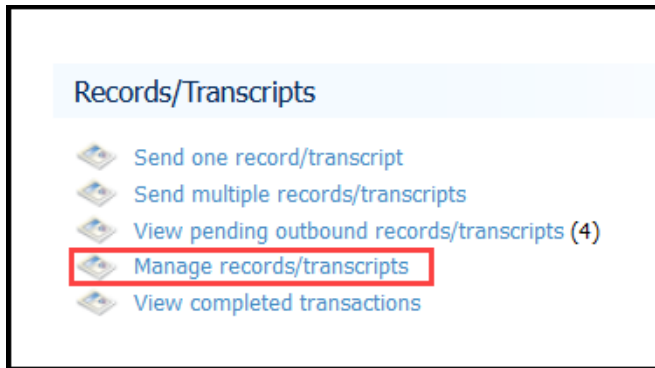 Records/Transcripts
Send one record/transcript
Send multiple records/transcripts
View pending outbound records/transcripts (4)
Manage records/transcripts
View completed transactions